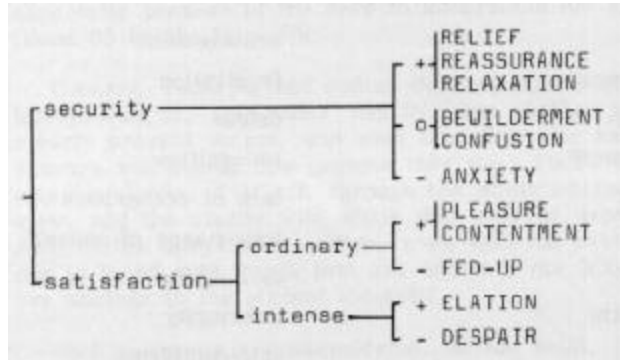 RELIEF
REASSURANCE
+ RELAXATION
security
o BEWILDERMENT
CONFUSION
- ANXIETY
+ PLEASURE
CONTENTMENT
ordinary
- FED-UP
satisfaction
intense + ELATION
- DESPAIR